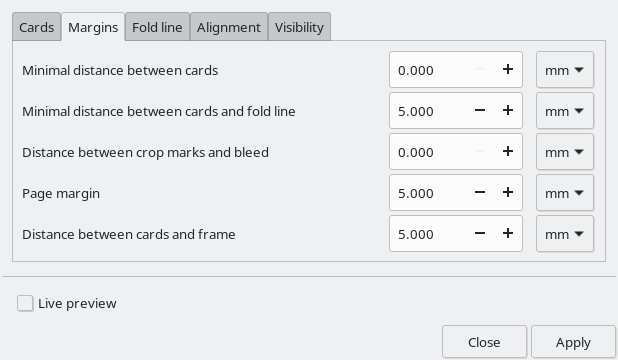 Cards Margins Fold line Alignment Visibility
Minimal distance between cards 0.000 mm
Minimal distance between cards and fold line 5.000 mm
Distance between crop marks and bleed 0.000 mm
Page margin 5.000 mm
Distance between cards and frame 5.000 mm
Live preview
Close Apply